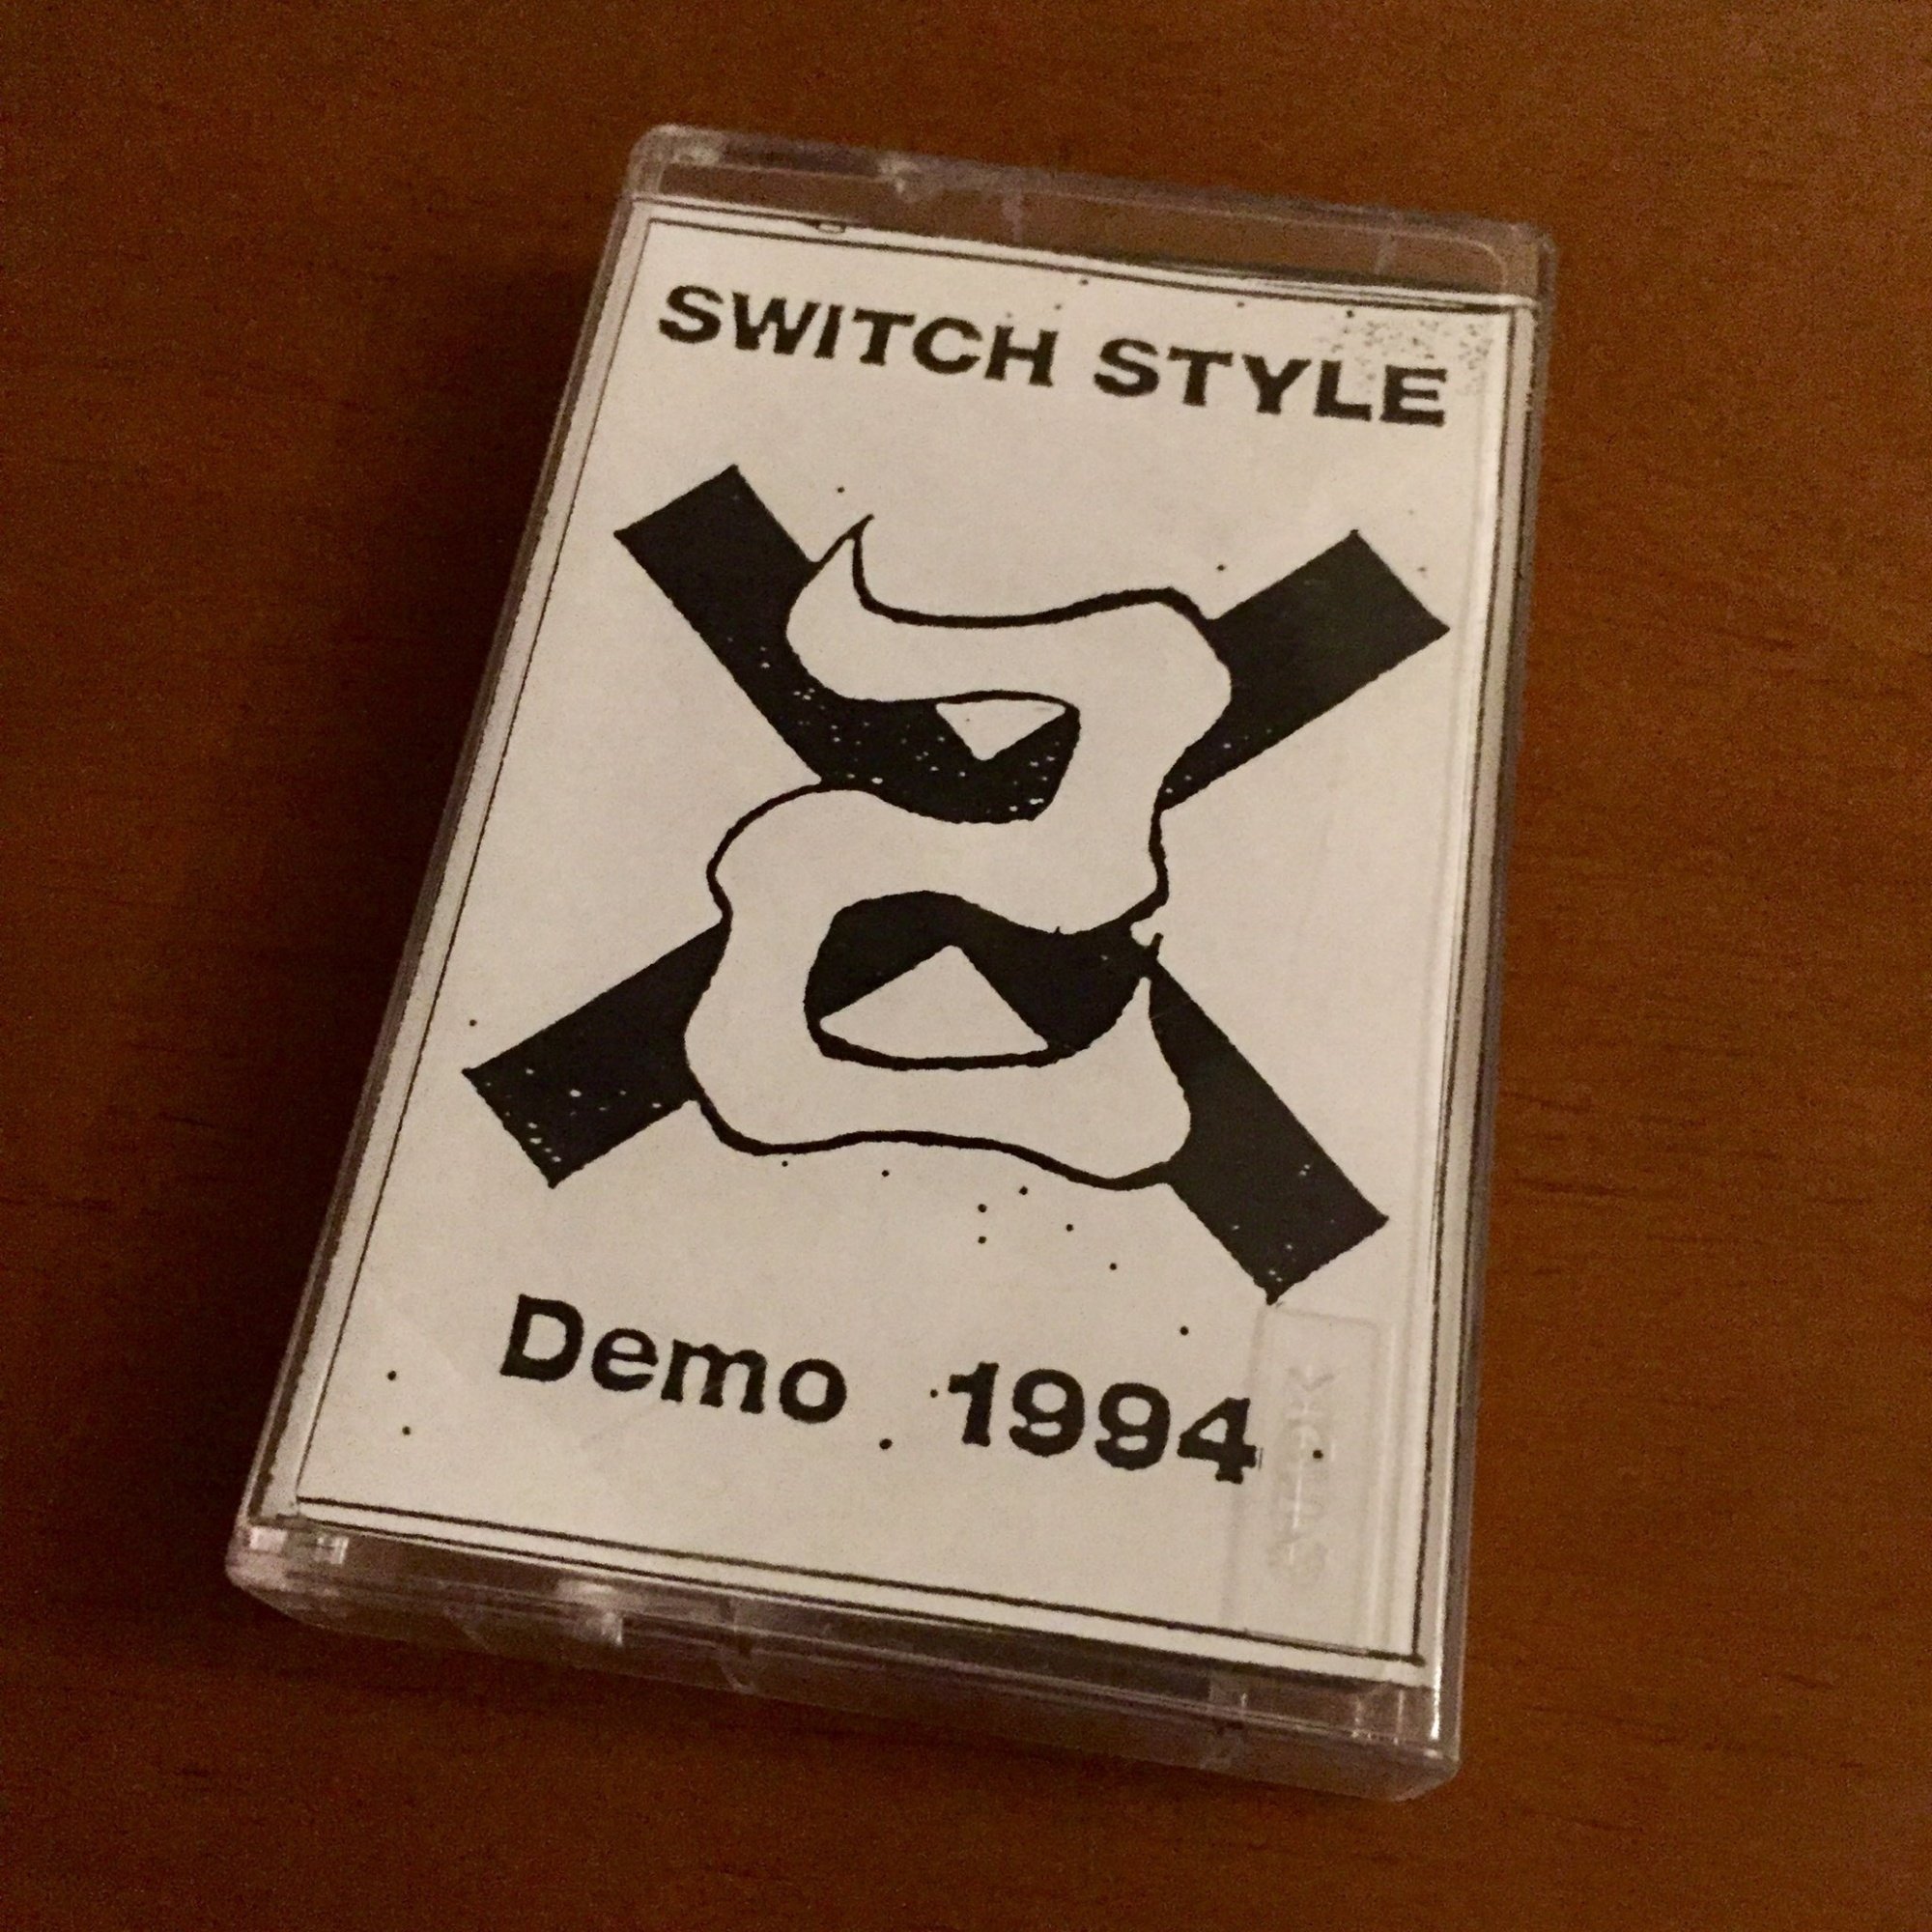 SWITCH STYLE
Demo 1994